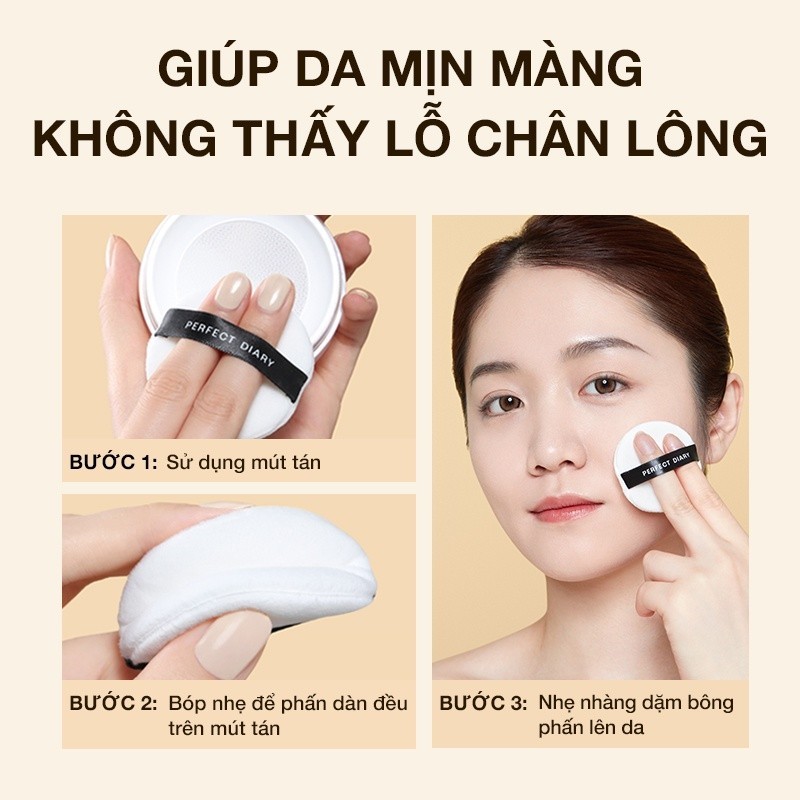 GIÚP DA MỊN MÀNG
KHÔNG THẤY LỖ CHÂN LÔNG
PERFECT DIARY
BƯỚC 1: Sử dụng mút tán
BƯỚC 2: Bóp nhẹ để phấn dàn đều
trên mút tán
PERFECT DIARY
BƯỚC 3: Nhẹ nhàng dặm bông
phấn lên da